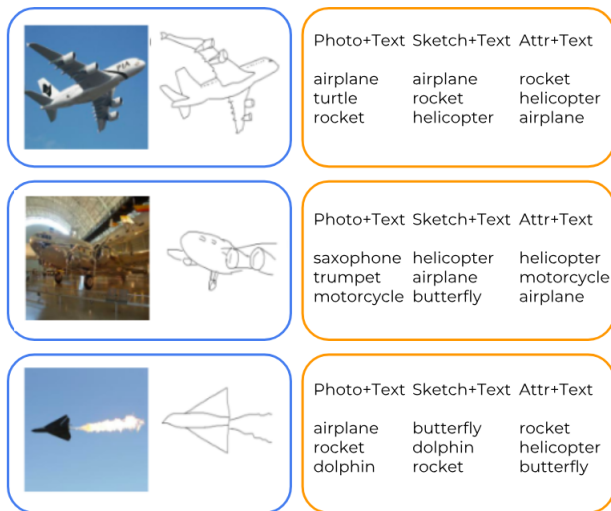 Photo+Text Sketch+Text Attr+Text
airplane airplane rocket
turtle rocket helicopter
rocket helicopter airplane
Photo+Text Sketch+Text Attr+Text
saxophone helicopter helicopter
trumpet airplane motorcycle
motorcycle butterfly airplane
Photo+Text Sketch+Text Attr+Text
airplane butterfly rocket
rocket dolphin helicopter
dolphin rocket butterfly